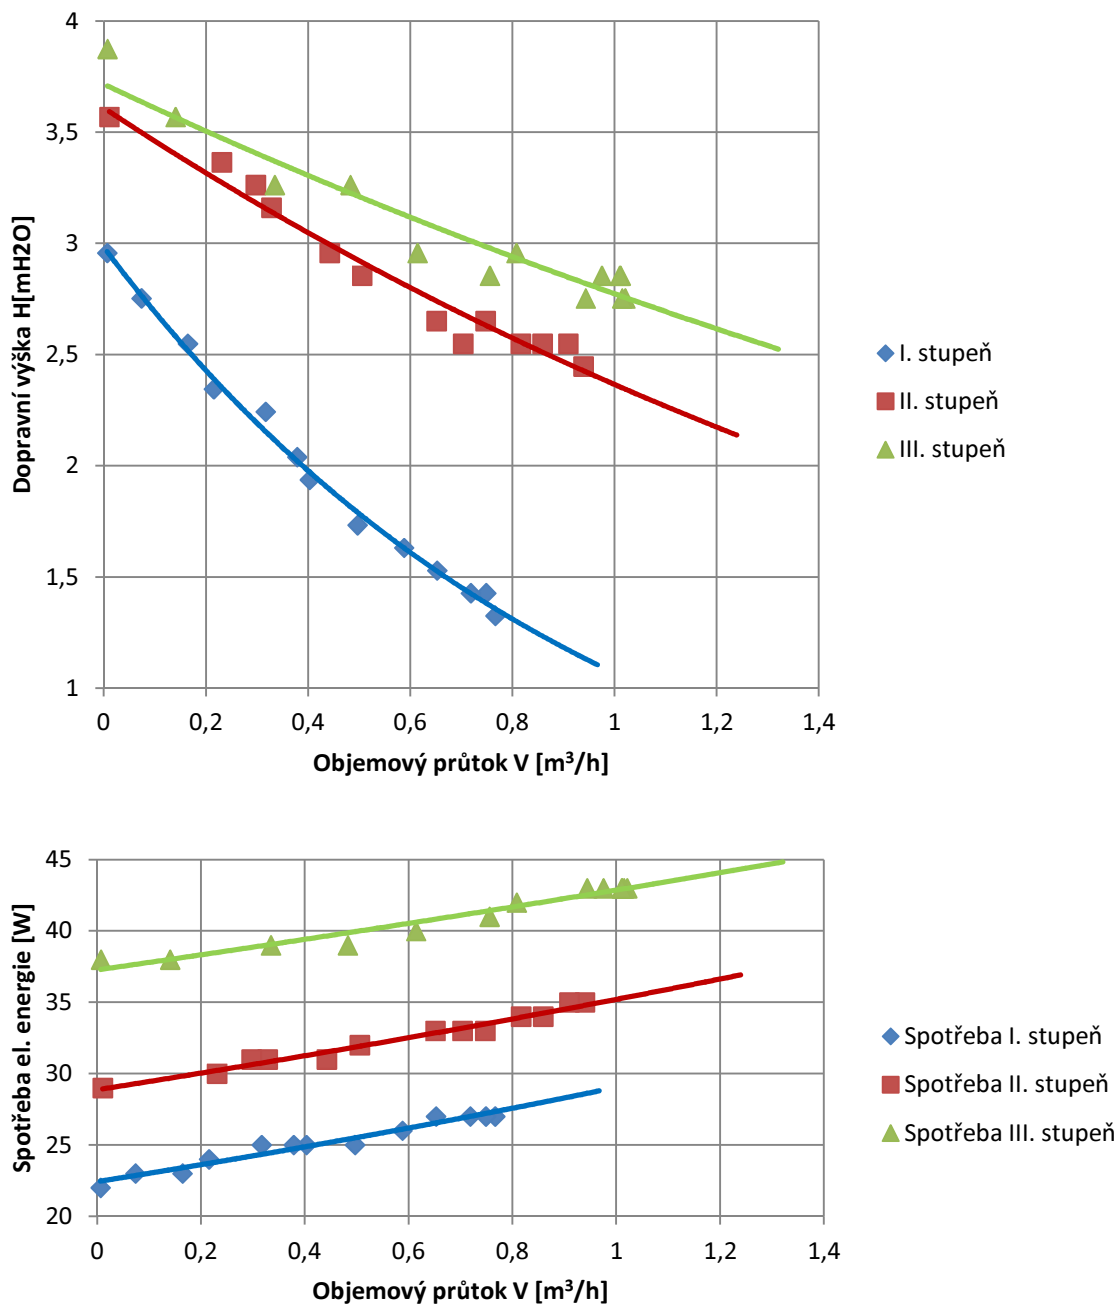 4
3,5
3
2,5
2
1,5
1
Dopravní výška H[mH2O]
0 0,2 0,4 0,6 0,8 1 1,2 1,4
Objemový průtok V [m³/h]
I. stupeň
II. stupeň
III. stupeň
45
40
35
30
25
20
Spotřeba el. energie [W]
0 0,2 0,4 0,6 0,8 1 1,2 1,4
Objemový průtok V [m³/h]
Spotřeba I. stupeň
Spotřeba II. stupeň
Spotřeba III. stupeň